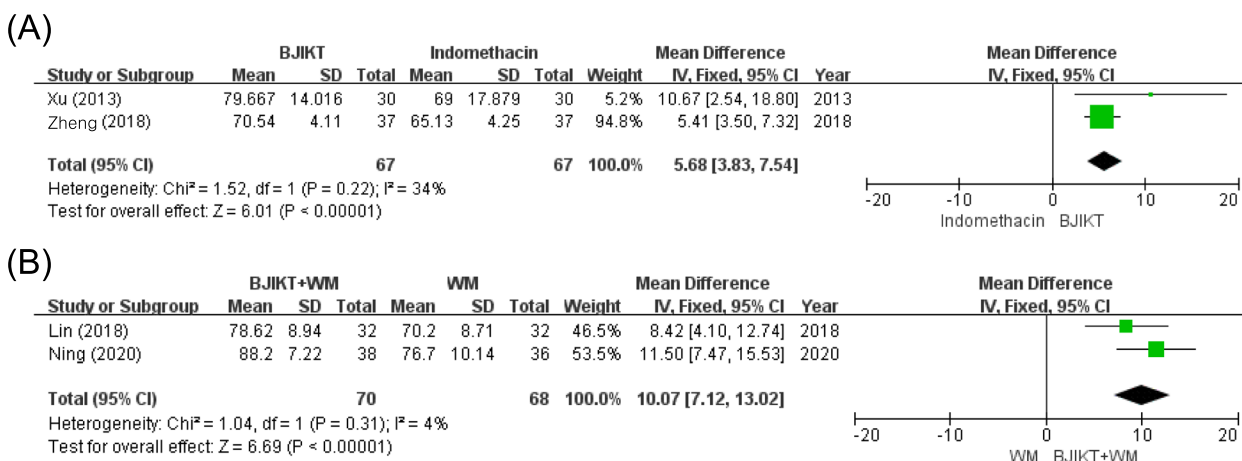 (A)
BJIKT Indomethacin Mean Difference Mean Difference
Study or Subgroup Mean SD Total Mean SD Total Weight IV, Fixed, 95% CI Year IV, Fixed, 95% CI
Xu (2013) 79.667 14.016 30 69 17.879 30 5.2% 10.67 [2.54, 18.80] 2013
Zheng (2018) 70.54 4.11 37 65.13 4.25 37 94.8% 5.41 [3.50, 7.32] 2018
Total (95% CI) 67 67 100.0% 5.68 [3.83, 7.54]
Heterogeneity: Chi² = 1.52, df = 1 (P = 0.22); I² = 34%
Test for overall effect: Z = 6.01 (P < 0.00001)
-20 -10 0 10 20
Indomethacin BJIKT
(B)
BJIKT+WM WM Mean Difference Mean Difference
Study or Subgroup Mean SD Total Mean SD Total Weight IV, Fixed, 95% CI Year IV, Fixed, 95% CI
Lin (2018) 78.62 8.94 32 70.2 8.71 32 46.5% 8.42 [4.10, 12.74] 2018
Ning (2020) 88.2 7.22 38 76.7 10.14 36 53.5% 11.50 [7.47, 15.53] 2020
Total (95% CI) 70 68 100.0% 10.07 [7.12, 13.02]
Heterogeneity: Chi² = 1.04, df = 1 (P = 0.31); I² = 4%
Test for overall effect: Z = 6.69 (P < 0.00001)
-20 -10 0 10 20
WM BJIKT+WM